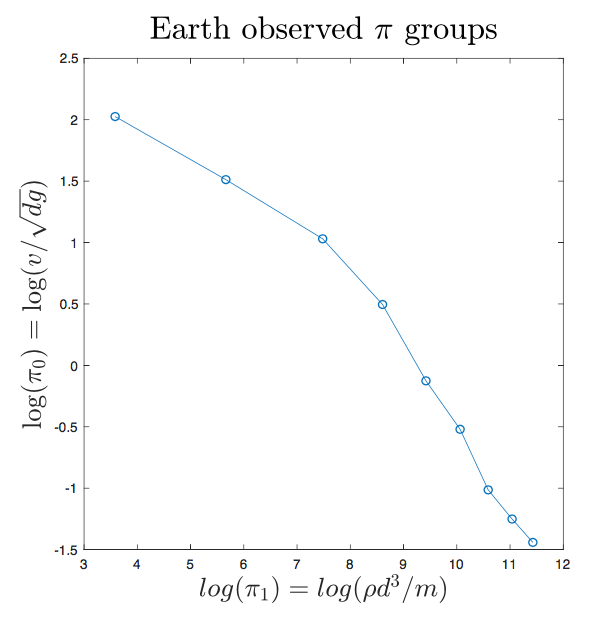 Earth observed π groups
2.5
2
1.5
1
0.5
0
-0.5
-1
-1.5
log(π₀) = log(v/√dg)
3 4 5 6 7 8 9 10 11 12
log(π₁) = log(ρd³/m)